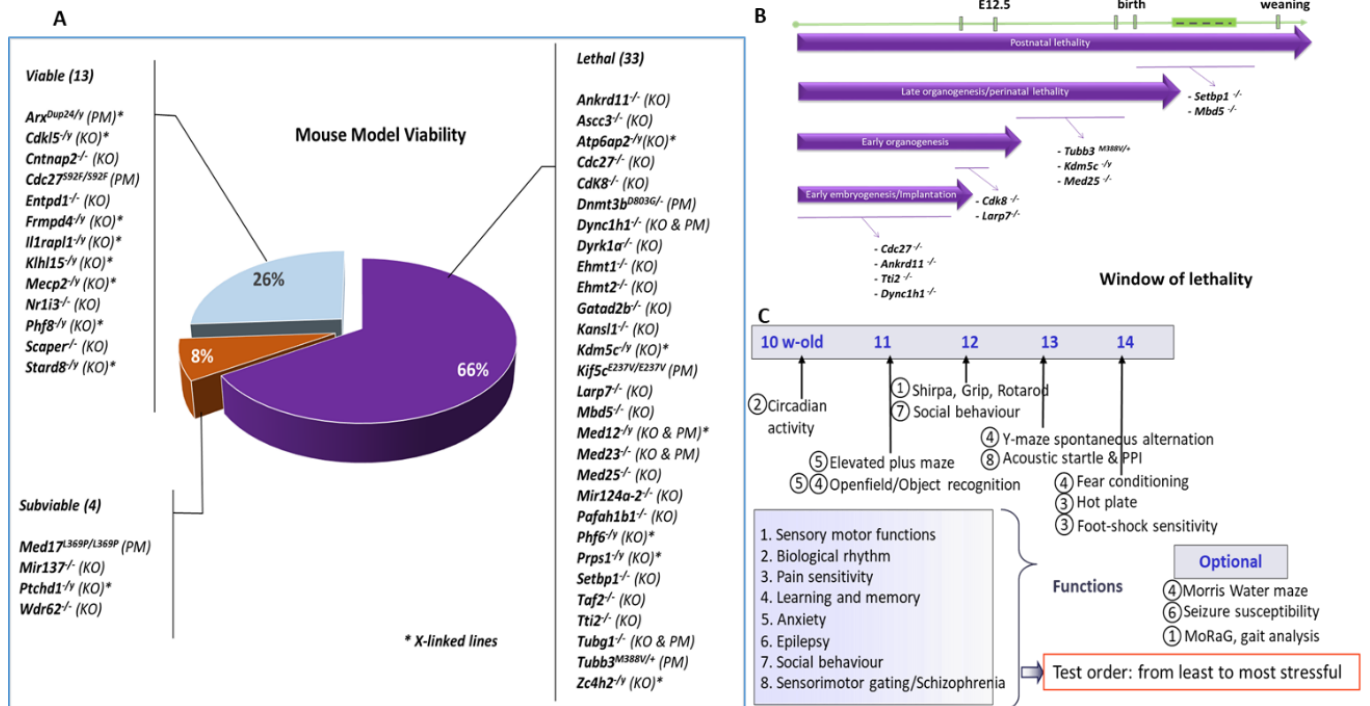 A
Viable (13)
Arx^Dup24/y (PM)*
Cdkl5^-/y (KO)*
Cntnap2^-/- (KO)
Cdc27^S92F/S92F (PM)
Entpd1^-/- (KO)
Frmpd4^-/y (KO)*
Il1rapl1^-/y (KO)*
Klhl15^-/y (KO)*
Mecp2^-/y (KO)*
Nr1i3^-/- (KO)
Phf8^-/y (KO)*
Scaper^-/- (KO)
Stard8^-/y (KO)*
Subviable (4)
Med17^L369P/L369P (PM)
Mir137^-/- (KO)
Ptchd1^-/y (KO)*
Wdr62^-/- (KO)
Mouse Model Viability
26%
8%
66%
* X-linked lines
Lethal (33)
Ankrd11^-/- (KO)
Ascc3^-/- (KO)
Atp6ap2^-/y(KO)*
Cdc27^-/- (KO)
CdK8^-/- (KO)
Dnmt3b^D803G/- (PM)
Dync1h1^-/- (KO & PM)
Dyrk1a^-/- (KO)
Ehmt1^-/- (KO)
Ehmt2^-/- (KO)
Gatad2b^-/- (KO)
Kansl1^-/- (KO)
Kdm5c^-/y (KO)*
Kif5c^E237V/E237V (PM)
Larp7^-/- (KO)
Mbd5^-/- (KO)
Med12^-/y (KO & PM)*
Med23^-/- (KO & PM)
Med25^-/- (KO)
Mir124a-2^-/- (KO)
Pafah1b1^-/- (KO)
Phf6^-/y (KO)*
Prps1^-/y (KO)*
Setbp1^-/- (KO)
Taf2^-/- (KO)
Tti2^-/- (KO)
Tubg1^-/- (KO & PM)
Tubb3^M388V/+ (PM)
Zc4h2^-/y (KO)*
B
E12.5 birth weaning
Postnatal lethality
Late organogenesis/perinatal lethality
- Setbp1 ^-/-
- Mbd5 ^-/-
Early organogenesis
- Tubb3 ^M388V/+
- Kdm5c ^-/y
- Med25 ^-/-
Early embryogenesis/Implantation
- Cdk8 ^-/-
- Larp7^-/-
- Cdc27 ^-/-
- Ankrd11 ^-/-
- Tti2 ^-/-
- Dync1h1 ^-/-
Window of lethality
C
10 w-old 11 12 13 14
② Circadian
activity
① Shirpa, Grip, Rotarod
⑦ Social behaviour
⑤ Elevated plus maze
⑤ ④ Openfield/Object recognition
④ Y-maze spontaneous alternation
⑧ Acoustic startle & PPI
④ Fear conditioning
③ Hot plate
③ Foot-shock sensitivity
1. Sensory motor functions
2. Biological rhythm
3. Pain sensitivity
4. Learning and memory
5. Anxiety
6. Epilepsy
7. Social behaviour
8. Sensorimotor gating/Schizophrenia
Functions
Optional
④ Morris Water maze
⑥ Seizure susceptibility
① MoRaG, gait analysis
Test order: from least to most stressful